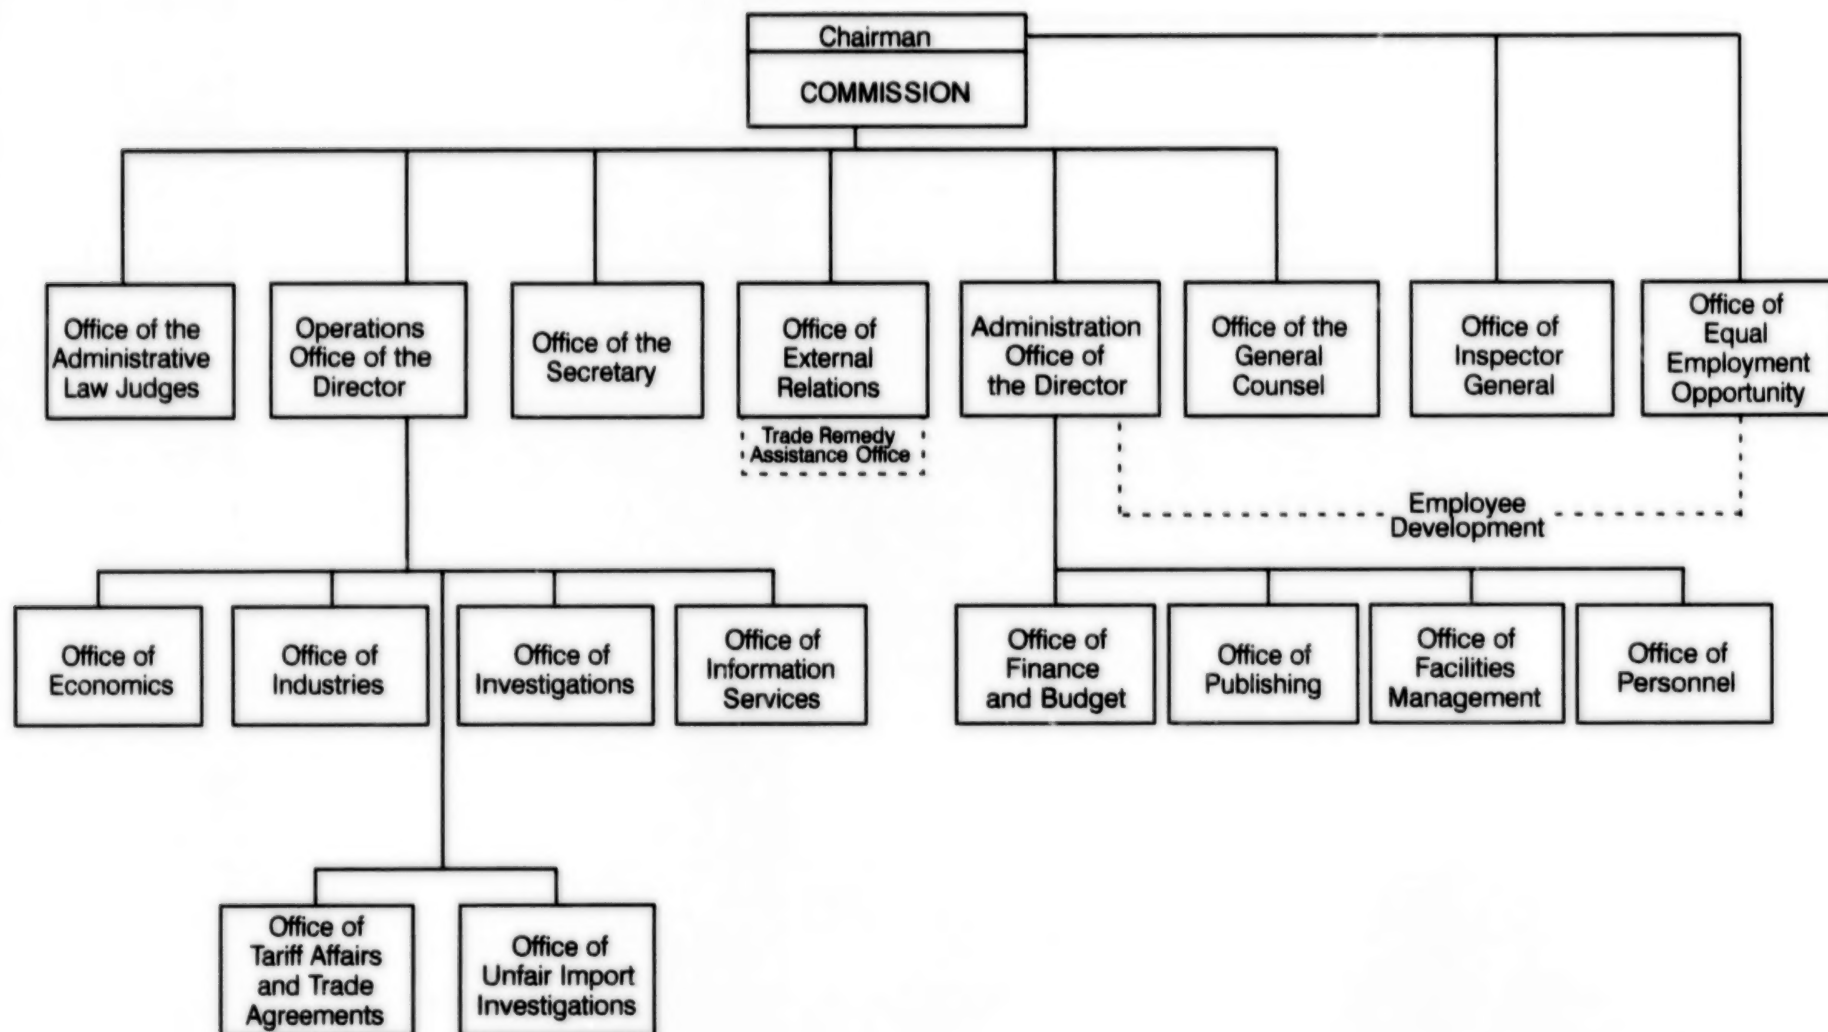 Chairman
COMMISSION
Office of the
Administrative
Law Judges
Operations
Office of the
Director
Office of the
Secretary
Office of
External
Relations
Trade Remedy
Assistance Office
Administration
Office of
the Director
Office of the
General
Counsel
Office of
Inspector
General
Office of
Equal
Employment
Opportunity
Employee
Development
Office of
Economics
Office of
Industries
Office of
Investigations
Office of
Information
Services
Office of
Finance
and Budget
Office of
Publishing
Office of
Facilities
Management
Office of
Personnel
Office of
Tariff Affairs
and Trade
Agreements
Office of
Unfair Import
Investigations